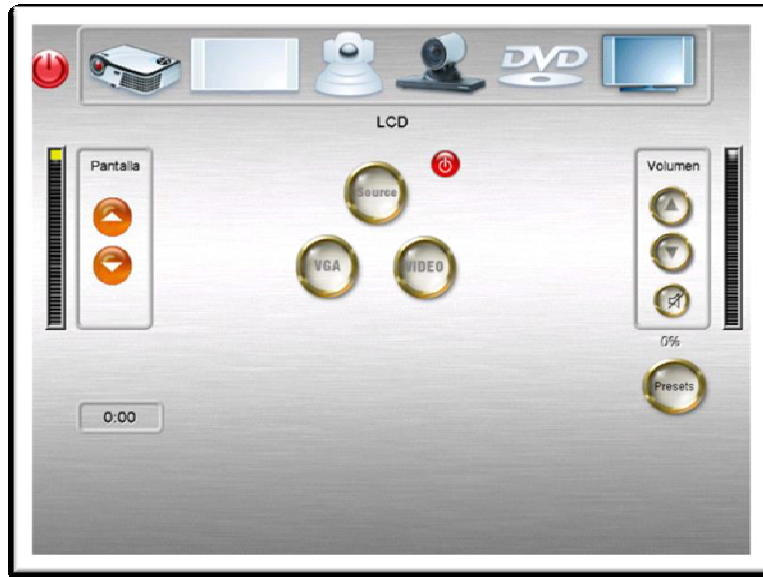 DVD
LCD
Pantalla
Volumen
Source
VGA
VIDEO
0%
Presets
0:00